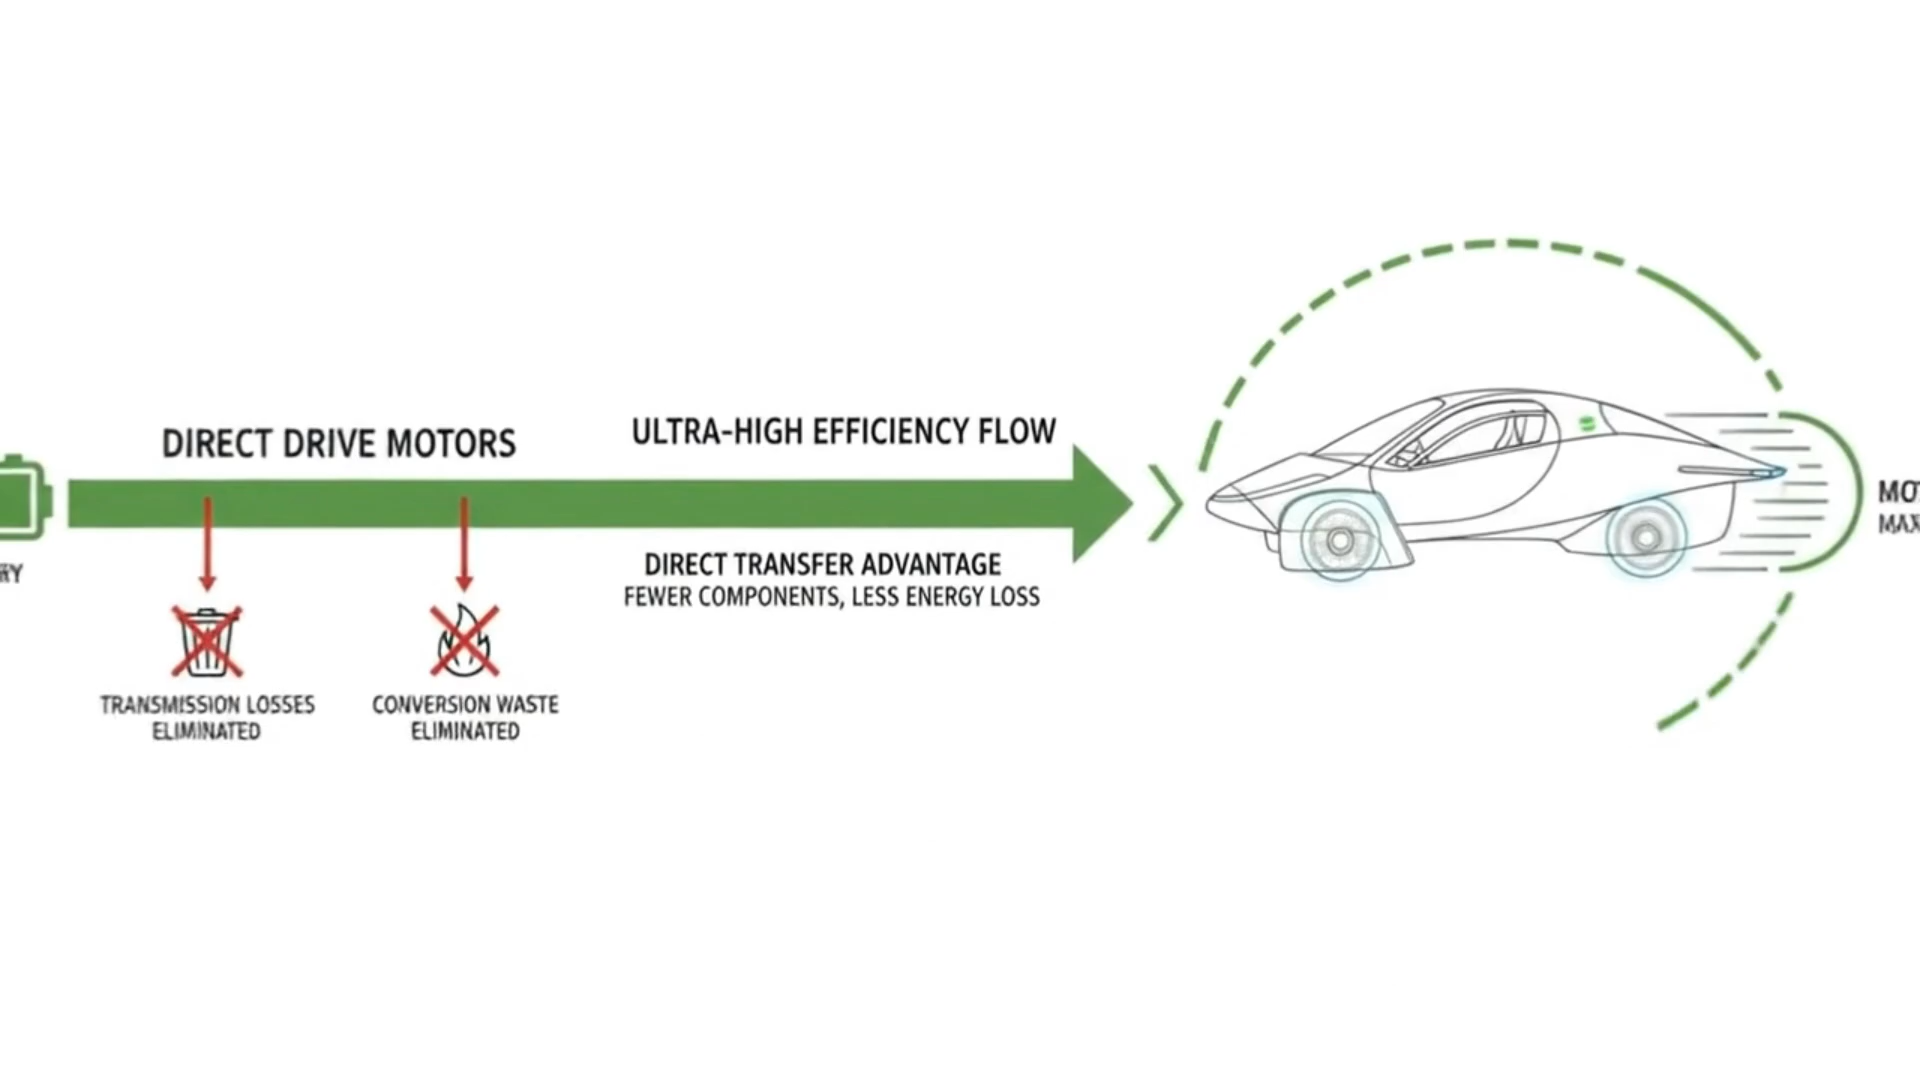 DIRECT DRIVE MOTORS
ULTRA-HIGH EFFICIENCY FLOW
DIRECT TRANSFER ADVANTAGE
FEWER COMPONENTS, LESS ENERGY LOSS
TRANSMISSION LOSSES
ELIMINATED
CONVERSION WASTE
ELIMINATED